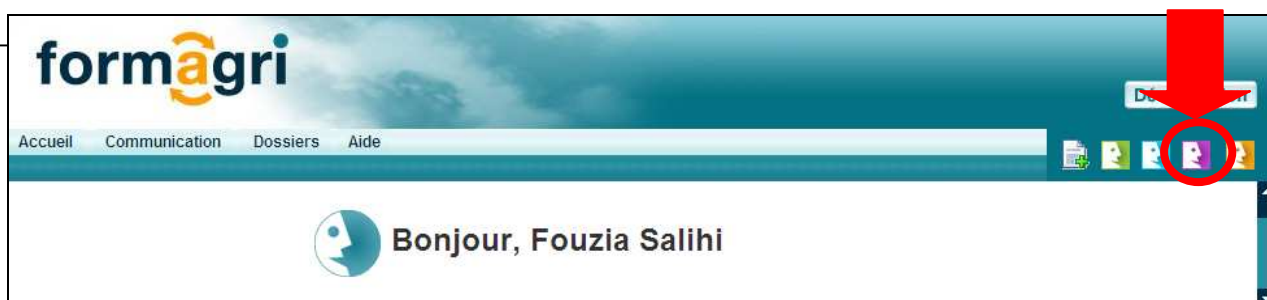 formagri
Accueil Communication Dossiers Aide
Bonjour, Fouzia Salihi